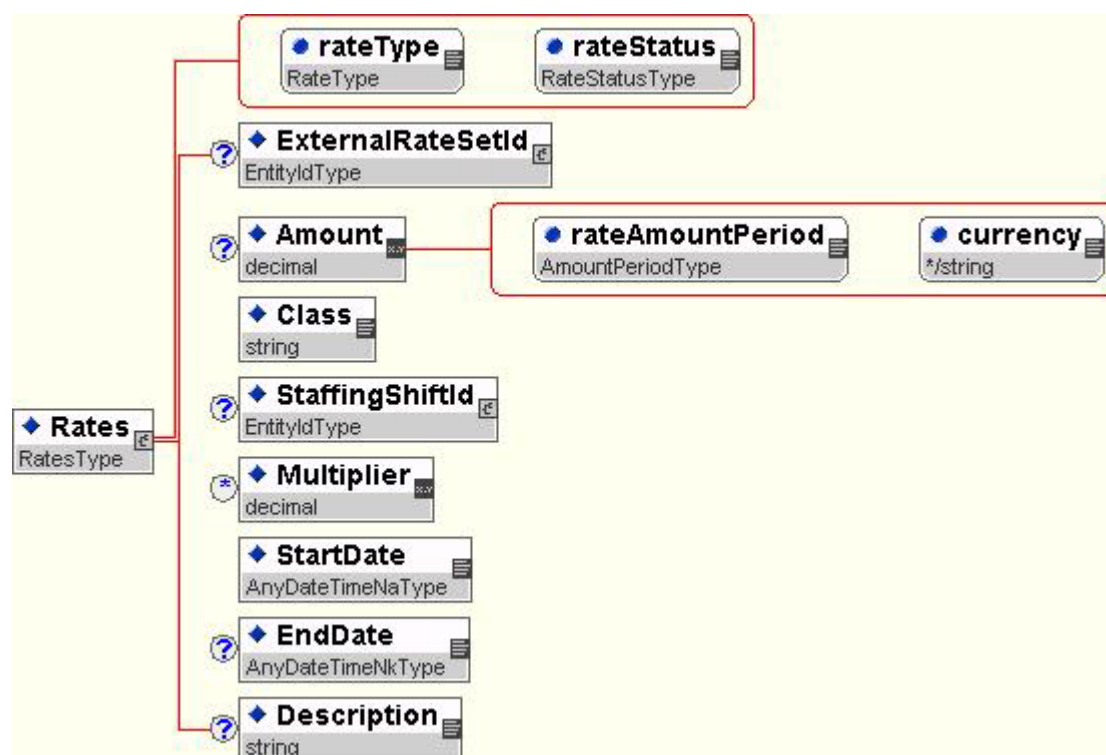 rateType
RateType
rateStatus
RateStatusType
? ExternalRateSetId
EntityIdType
? Amount
decimal
rateAmountPeriod
AmountPeriodType
currency
*/string
Class
string
? StaffingShiftId
EntityIdType
Rates
RatesType
* Multiplier
decimal
StartDate
AnyDateTimeNaType
? EndDate
AnyDateTimeNkType
? Description
string